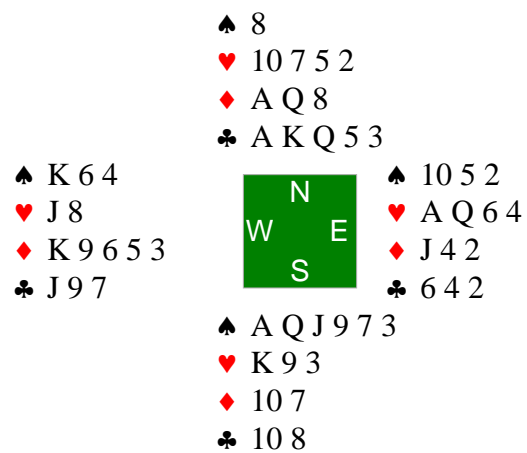 ♠ 8
♥ 10 7 5 2
♦ A Q 8
♣ A K Q 5 3
♠ K 6 4
♥ J 8
♦ K 9 6 5 3
♣ J 9 7
N
W E
S
♠ 10 5 2
♥ A Q 6 4
♦ J 4 2
♣ 6 4 2
♠ A Q J 9 7 3
♥ K 9 3
♦ 10 7
♣ 10 8